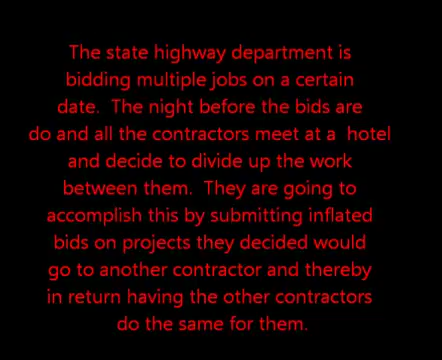 The state highway department is
bidding multiple jobs on a certain
date.  The night before the bids are
do and all the contractors meet at a  hotel
and decide to divide up the work
between them.  They are going to
accomplish this by submitting inflated
bids on projects they decided would
go to another contractor and thereby
in return having the other contractors
do the same for them.